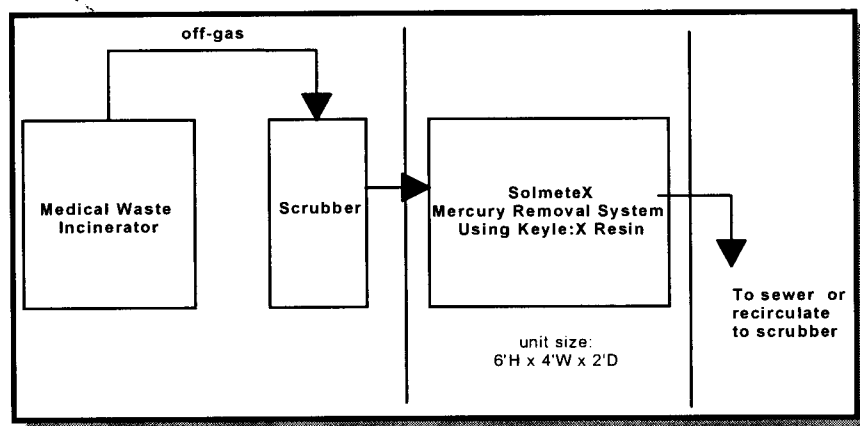 off-gas
Medical Waste
Incinerator
Scrubber
SolmeteX
Mercury Removal System
Using Keyle:X Resin
unit size:
6'H x 4'W x 2'D
To sewer or
recirculate
to scrubber